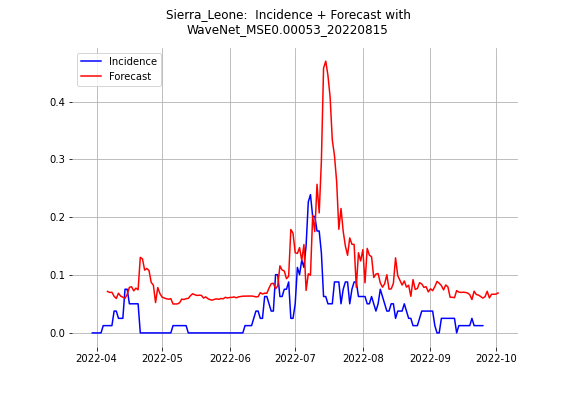 Sierra_Leone:  Incidence + Forecast with
WaveNet_MSE0.00053_20220815
Incidence
Forecast
0.4
0.3
0.2
0.1
0.0
2022-04 2022-05 2022-06 2022-07 2022-08 2022-09 2022-10